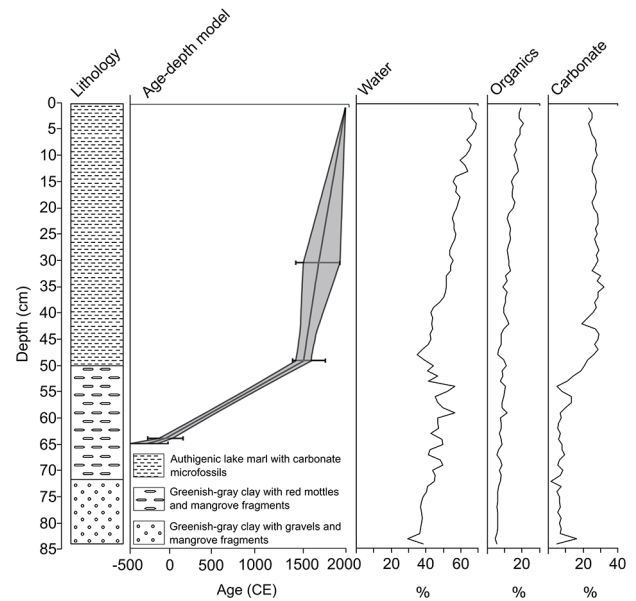 Lithology
Age-depth model
Water
Organics
Carbonate
Depth (cm)
0
5
10
15
20
25
30
35
40
45
50
55
60
65
70
75
80
85
Authigenic lake marl with carbonate
microfossils
Greenish-gray clay with red mottles
and mangrove fragments
Greenish-gray clay with gravels and
mangrove fragments
-500 0 500 1000 1500 2000
0 20 40 60
20
0 20 40
Age (CE)
%
%
%